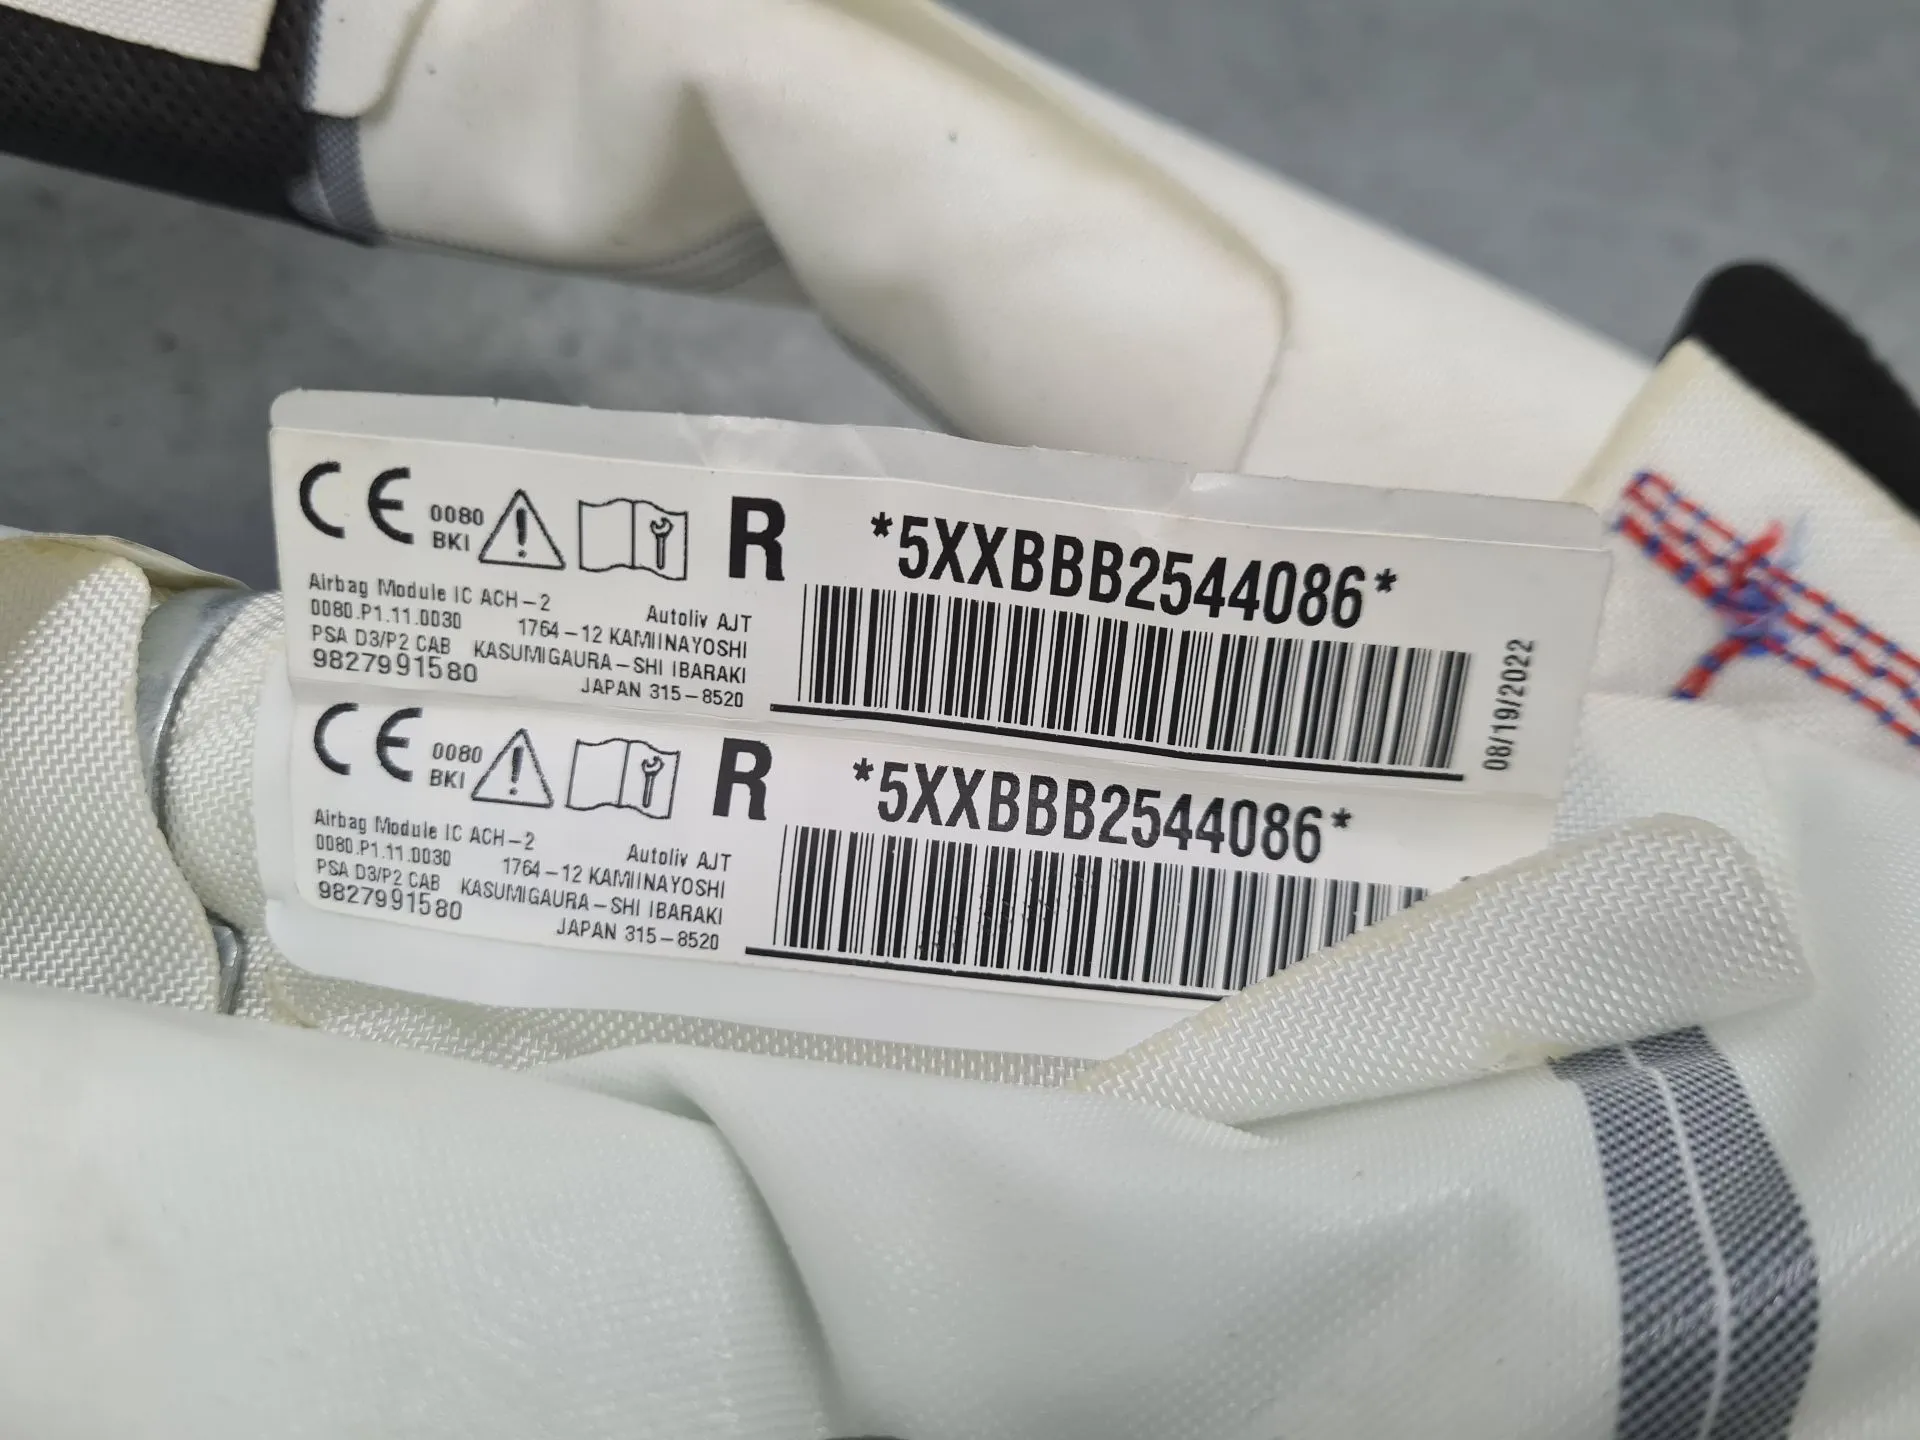 CE 0080 BKI R *5XXBBB2544086*
Airbag Module IC ACH-2
0080.P1.11.0030 Autoliv AJT
PSA D3/P2 CAB 1764-12 KAMIINAYOSHI
9827991580 KASUMIGAURA-SHI IBARAKI
JAPAN 315-8520
08/19/2022
CE 0080 BKI R *5XXBBB2544086*
Airbag Module IC ACH-2
0080.P1.11.0030 Autoliv AJT
PSA D3/P2 CAB 1764-12 KAMIINAYOSHI
9827991580 KASUMIGAURA-SHI IBARAKI
JAPAN 315-8520